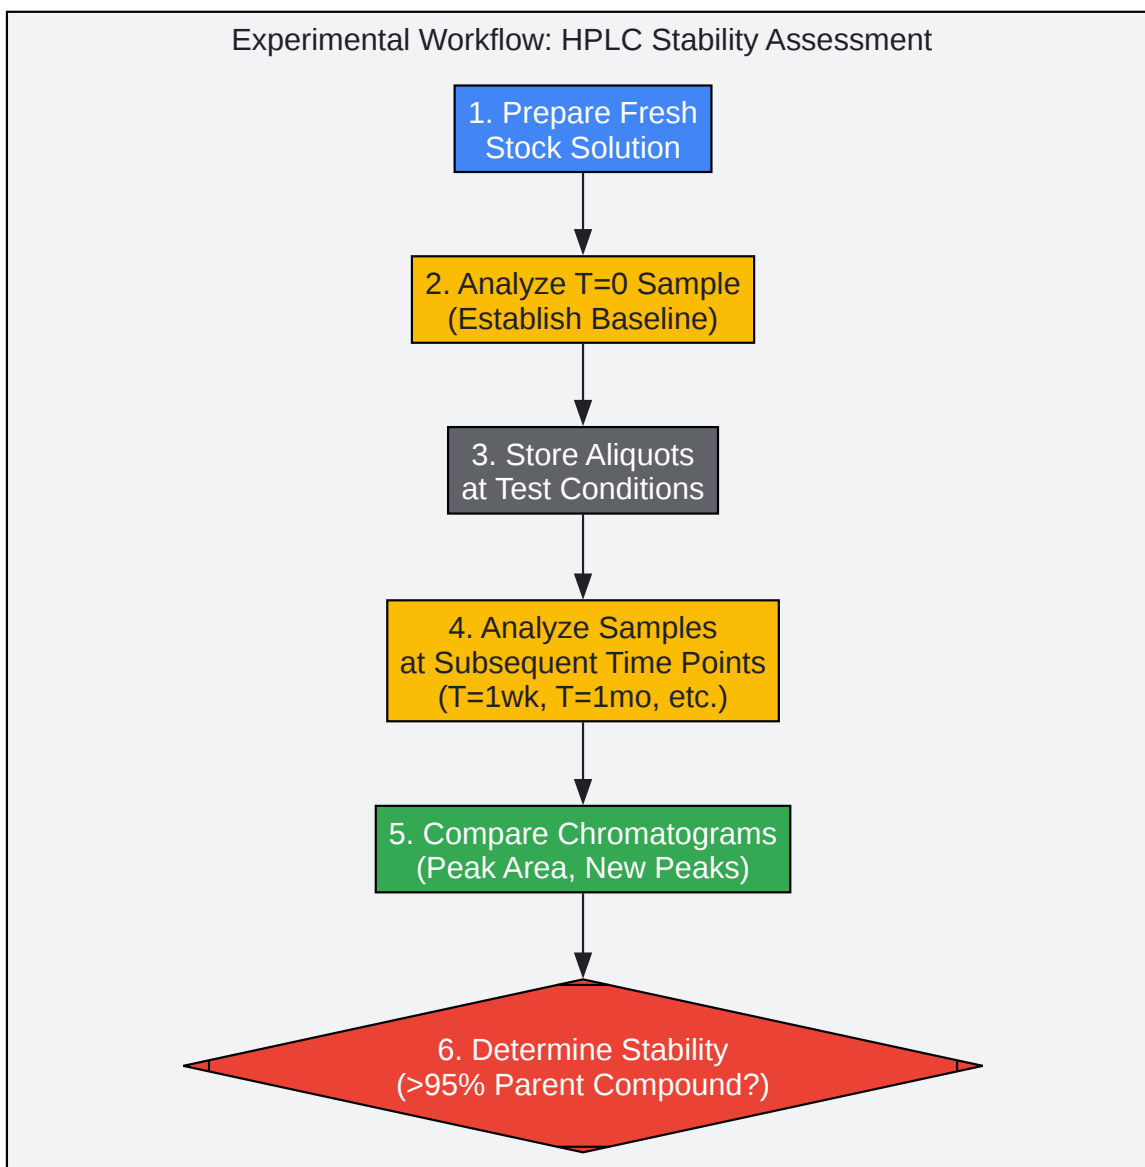 Experimental Workflow: HPLC Stability Assessment
1. Prepare Fresh
Stock Solution
2. Analyze T=0 Sample
(Establish Baseline)
3. Store Aliquots
at Test Conditions
4. Analyze Samples
at Subsequent Time Points
(T=1wk, T=1mo, etc.)
5. Compare Chromatograms
(Peak Area, New Peaks)
6. Determine Stability
(>95% Parent Compound?)